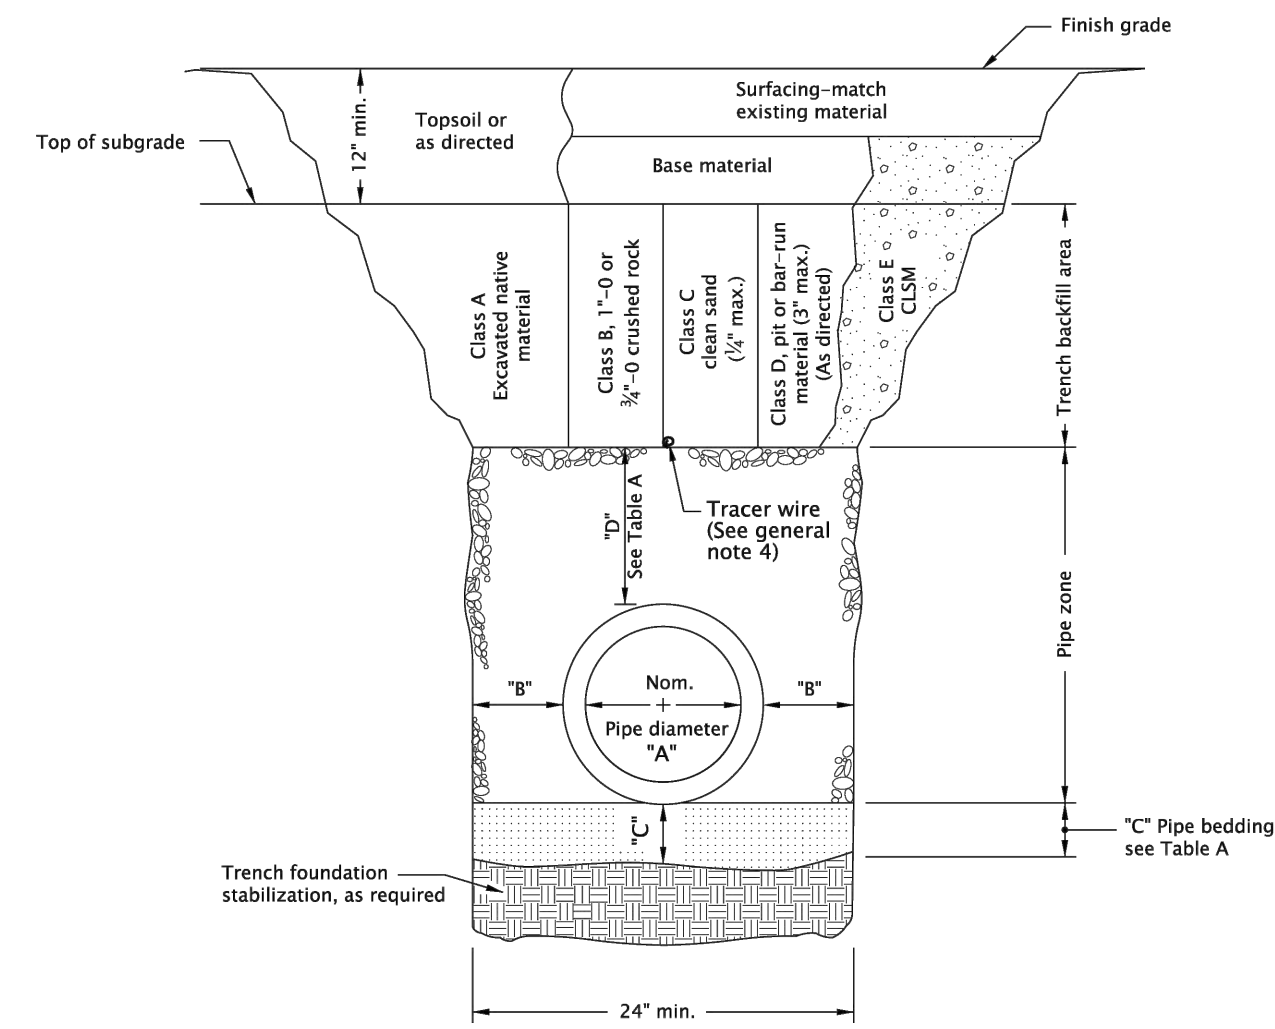 Finish grade
Surfacing-match
existing material
Topsoil or
as directed
12" min.
Top of subgrade
Base material
Class A
Excavated native
material
Class B, 1"-0 or
¾"-0 crushed rock
Class C
clean sand
(¼" max.)
Class D, pit or bar-run
material (3" max.)
(As directed)
Class E
CLSM
Trench backfill area
"D"
See Table A
Tracer wire
(See general
note 4)
Pipe zone
"B"
Nom.
"B"
Pipe diameter
"A"
"C"
"C" Pipe bedding
see Table A
Trench foundation
stabilization, as required
24" min.